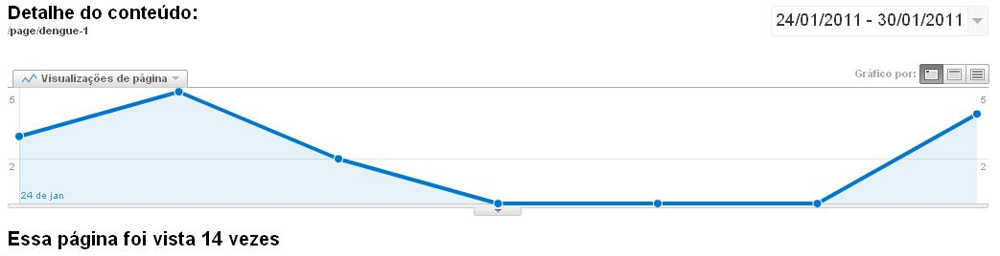 Detalhe do conteúdo:
/page/dengue-1
24/01/2011 - 30/01/2011
Visualizações de página
Gráfico por:
5
5
2
2
24 de jan
Essa página foi vista 14 vezes